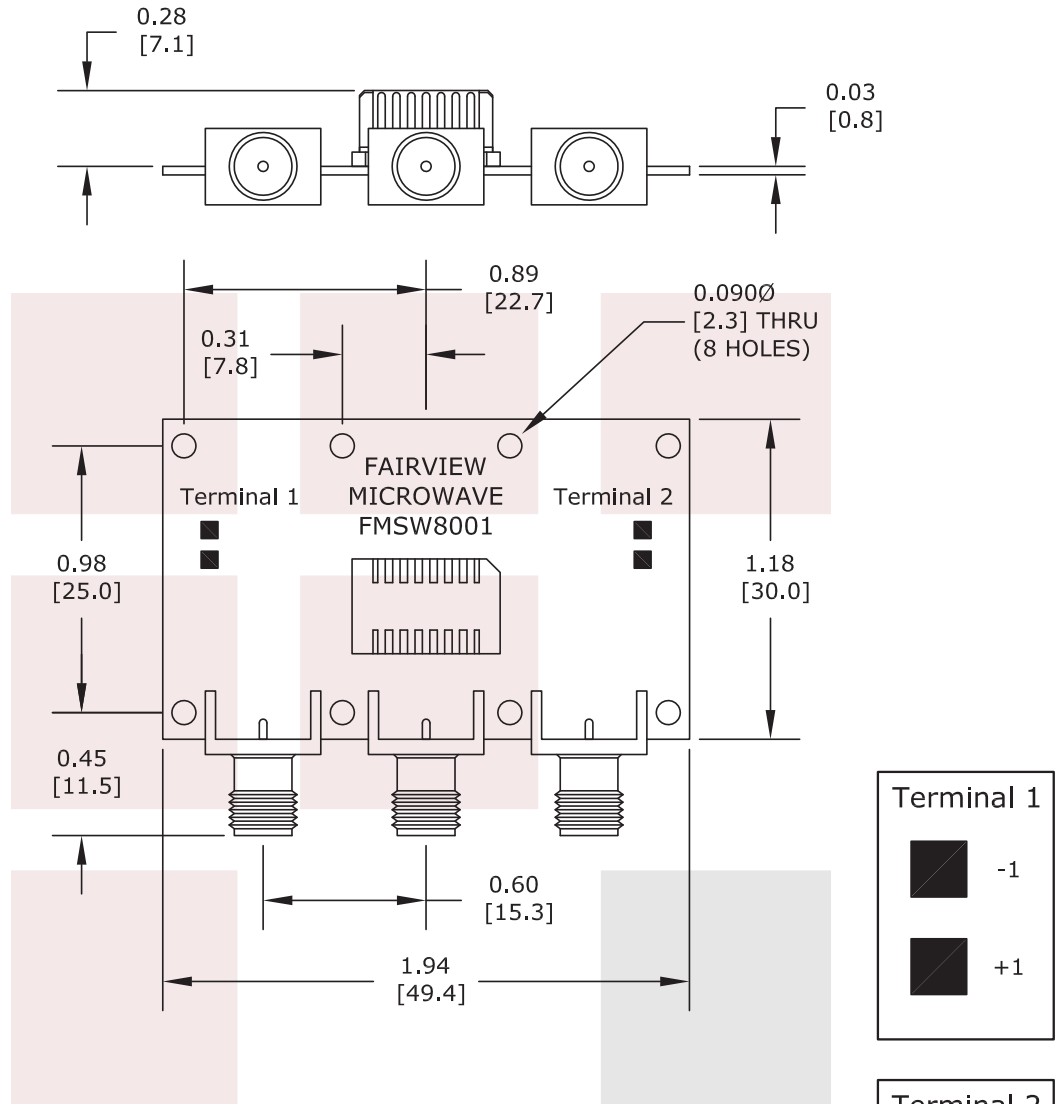 0.28
[7.1]
0.03
[0.8]
0.89
[22.7]
0.090Ø
[2.3] THRU
(8 HOLES)
0.31
[7.8]
FAIRVIEW
MICROWAVE
FMSW8001
Terminal 1
Terminal 2
0.98
[25.0]
1.18
[30.0]
0.45
[11.5]
0.60
[15.3]
1.94
[49.4]
Terminal 1
-1
+1
Terminal 2